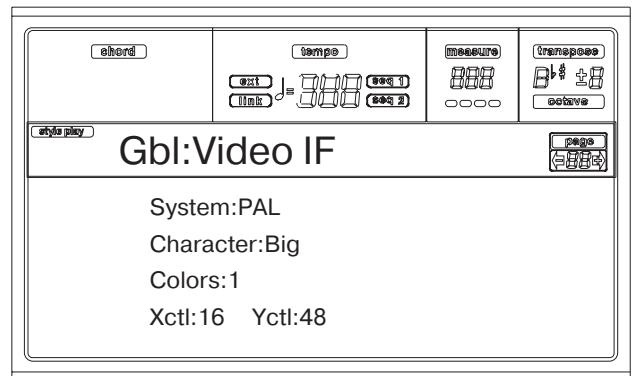 chord tempo measure transpose
ext seq 1
link seq 2 octave
style play
Gbl:Video IF page
System:PAL
Character:Big
Colors:1
Xctl:16 Yctl:48